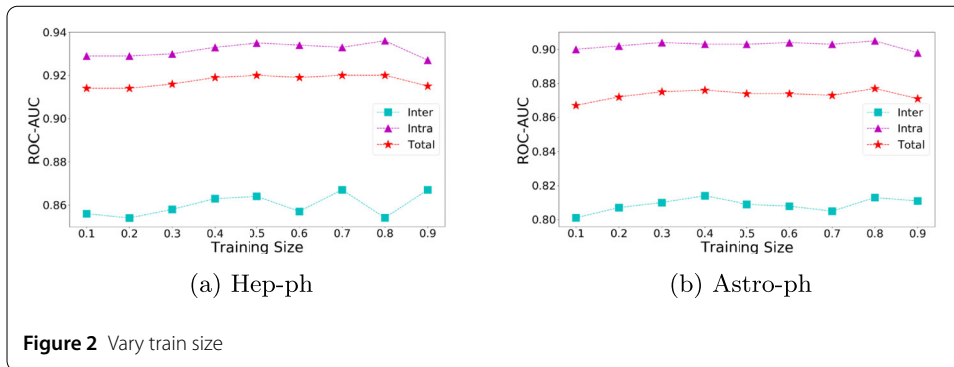 0.94
0.92
0.90
0.88
0.86
ROC-AUC
Inter
Intra
Total
0.1 0.2 0.3 0.4 0.5 0.6 0.7 0.8 0.9
Training Size
(a) Hep-ph
0.90
0.88
0.86
0.84
0.82
0.80
ROC-AUC
Inter
Intra
Total
0.1 0.2 0.3 0.4 0.5 0.6 0.7 0.8 0.9
Training Size
(b) Astro-ph
Figure 2 Vary train size